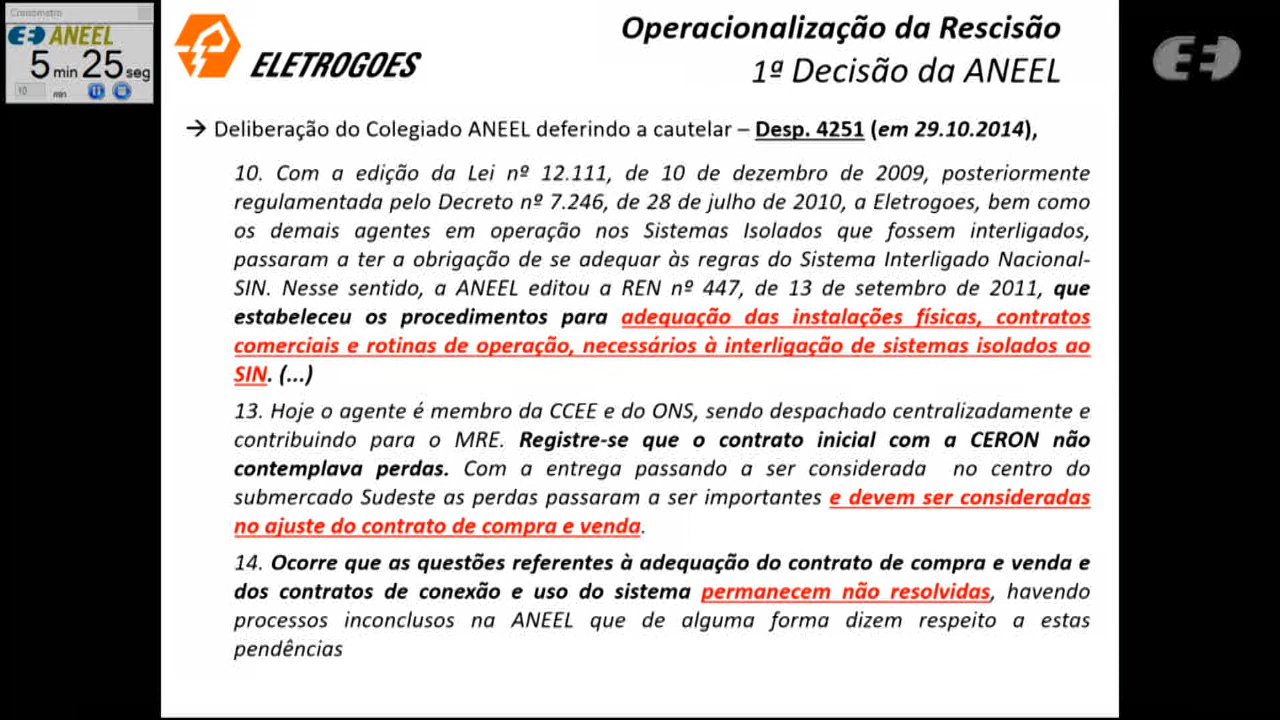 Cronometro
ANEEL
5 min 25 seg
10 min
ELETROGOES
Operacionalização da Rescisão
1ª Decisão da ANEEL
→ Deliberação do Colegiado ANEEL deferindo a cautelar – Desp. 4251 (em 29.10.2014),
10. Com a edição da Lei nº 12.111, de 10 de dezembro de 2009, posteriormente
regulamentada pelo Decreto nº 7.246, de 28 de julho de 2010, a Eletrogoes, bem como
os demais agentes em operação nos Sistemas Isolados que fossem interligados,
passaram a ter a obrigação de se adequar às regras do Sistema Interligado Nacional-
SIN. Nesse sentido, a ANEEL editou a REN nº 447, de 13 de setembro de 2011, que
estabeleceu os procedimentos para adequação das instalações físicas, contratos
comerciais e rotinas de operação, necessários à interligação de sistemas isolados ao
SIN. (...)
13. Hoje o agente é membro da CCEE e do ONS, sendo despachado centralizadamente e
contribuindo para o MRE. Registre-se que o contrato inicial com a CERON não
contemplava perdas. Com a entrega passando a ser considerada no centro do
submercado Sudeste as perdas passaram a ser importantes e devem ser consideradas
no ajuste do contrato de compra e venda.
14. Ocorre que as questões referentes à adequação do contrato de compra e venda e
dos contratos de conexão e uso do sistema permanecem não resolvidas, havendo
processos inconclusos na ANEEL que de alguma forma dizem respeito a estas
pendências